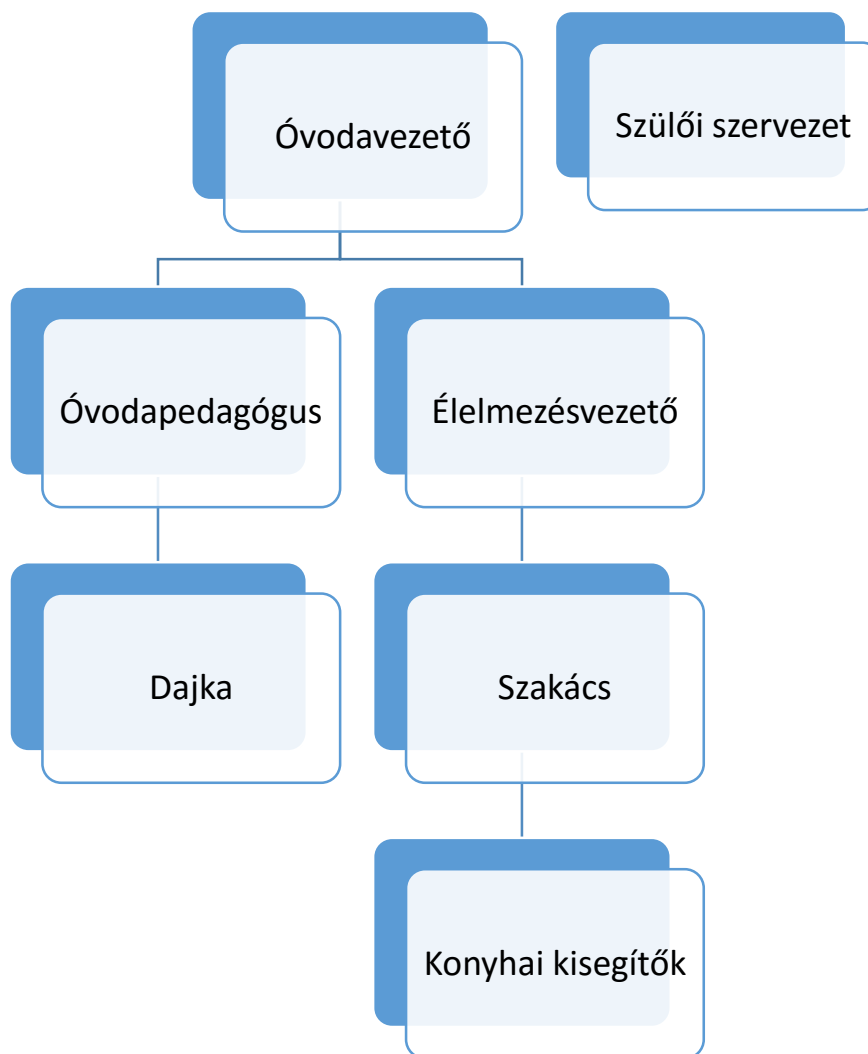 Óvodavezető
Szülői szervezet
Óvodapedagógus
Élelmezésvezető
Dajka
Szakács
Konyhai kisegítők